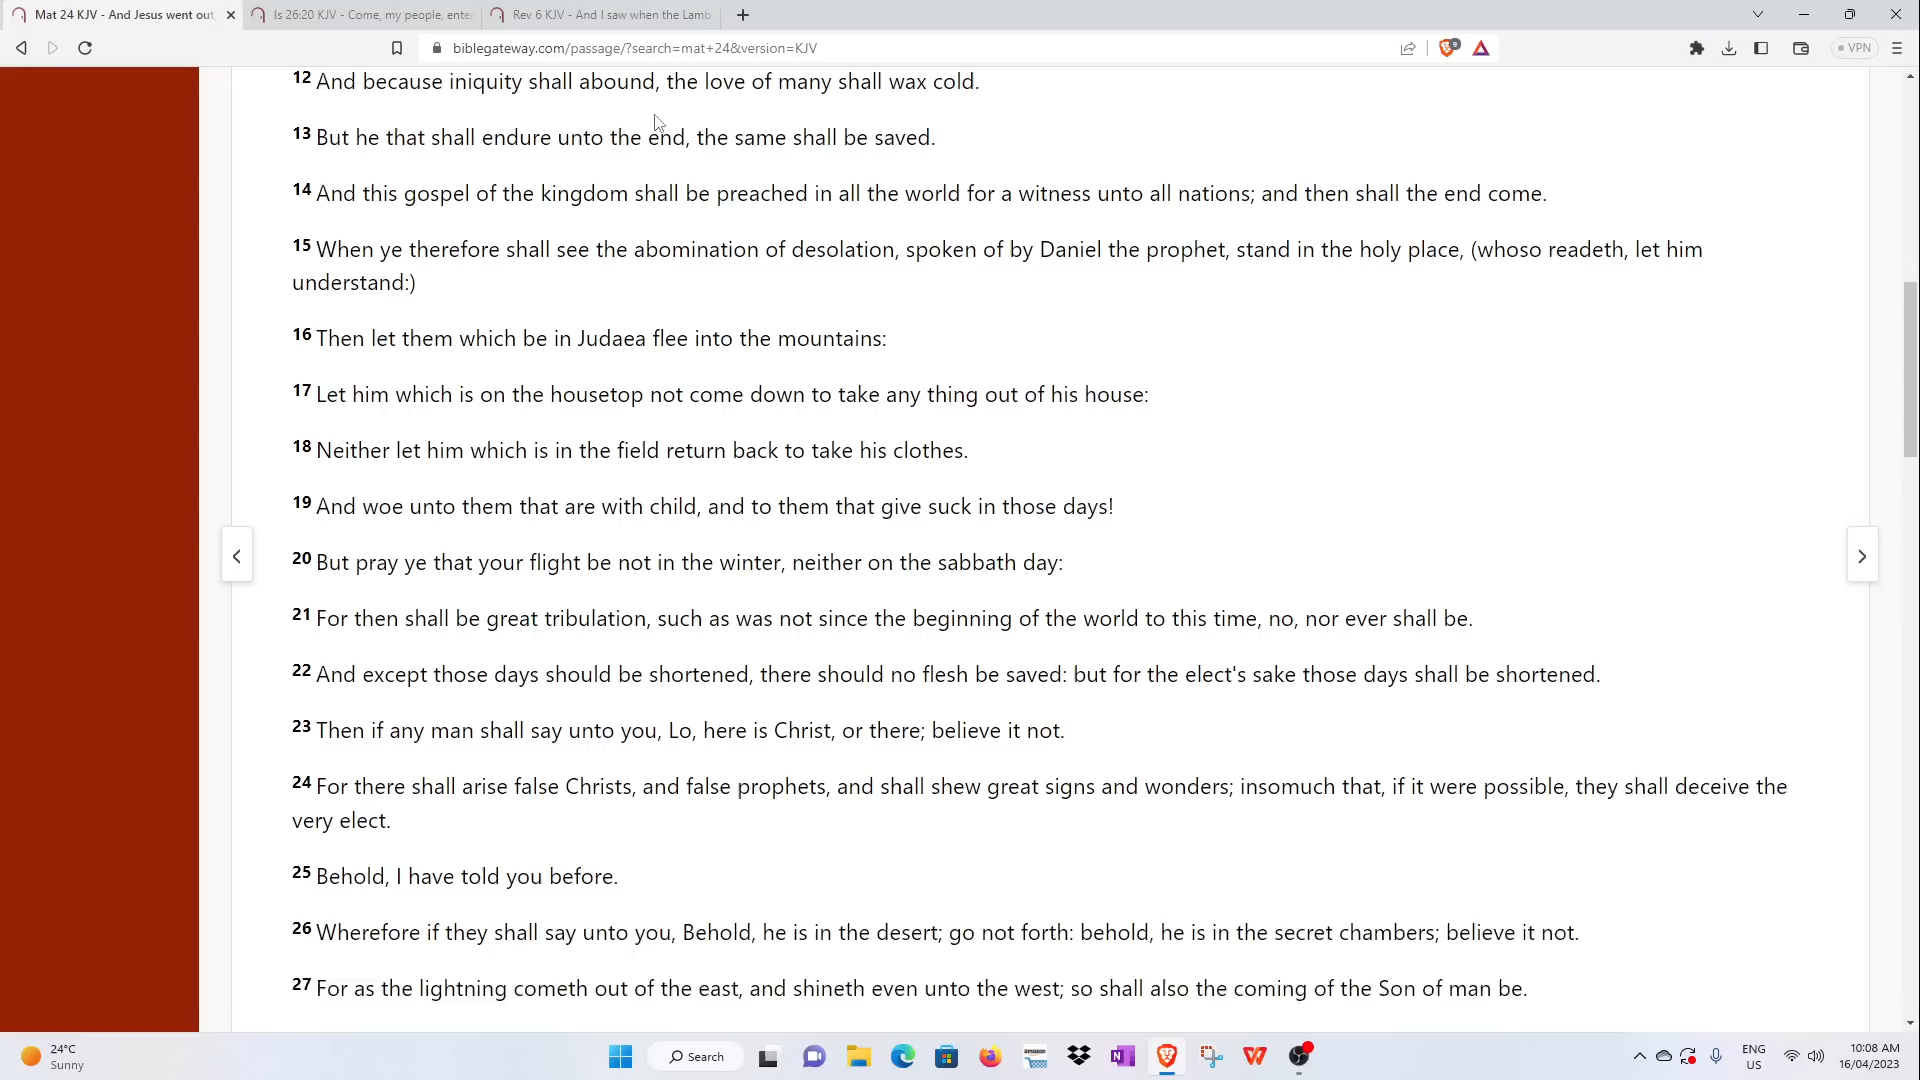 Mat 24 KJV - And Jesus went out,
Is 26:20 KJV - Come, my people, enter
Rev 6 KJV - And I saw when the Lamb
biblegateway.com/passage/?search=mat+24&version=KJV
VPN
12 And because iniquity shall abound, the love of many shall wax cold.
13 But he that shall endure unto the end, the same shall be saved.
14 And this gospel of the kingdom shall be preached in all the world for a witness unto all nations; and then shall the end come.
15 When ye therefore shall see the abomination of desolation, spoken of by Daniel the prophet, stand in the holy place, (whoso readeth, let him
understand:)
16 Then let them which be in Judaea flee into the mountains:
17 Let him which is on the housetop not come down to take any thing out of his house:
18 Neither let him which is in the field return back to take his clothes.
19 And woe unto them that are with child, and to them that give suck in those days!
20 But pray ye that your flight be not in the winter, neither on the sabbath day:
21 For then shall be great tribulation, such as was not since the beginning of the world to this time, no, nor ever shall be.
22 And except those days should be shortened, there should no flesh be saved: but for the elect's sake those days shall be shortened.
23 Then if any man shall say unto you, Lo, here is Christ, or there; believe it not.
24 For there shall arise false Christs, and false prophets, and shall shew great signs and wonders; insomuch that, if it were possible, they shall deceive the
very elect.
25 Behold, I have told you before.
26 Wherefore if they shall say unto you, Behold, he is in the desert; go not forth: behold, he is in the secret chambers; believe it not.
27 For as the lightning cometh out of the east, and shineth even unto the west; so shall also the coming of the Son of man be.
24°C
Sunny
Search
amazon
ENG
US
10:08 AM
16/04/2023